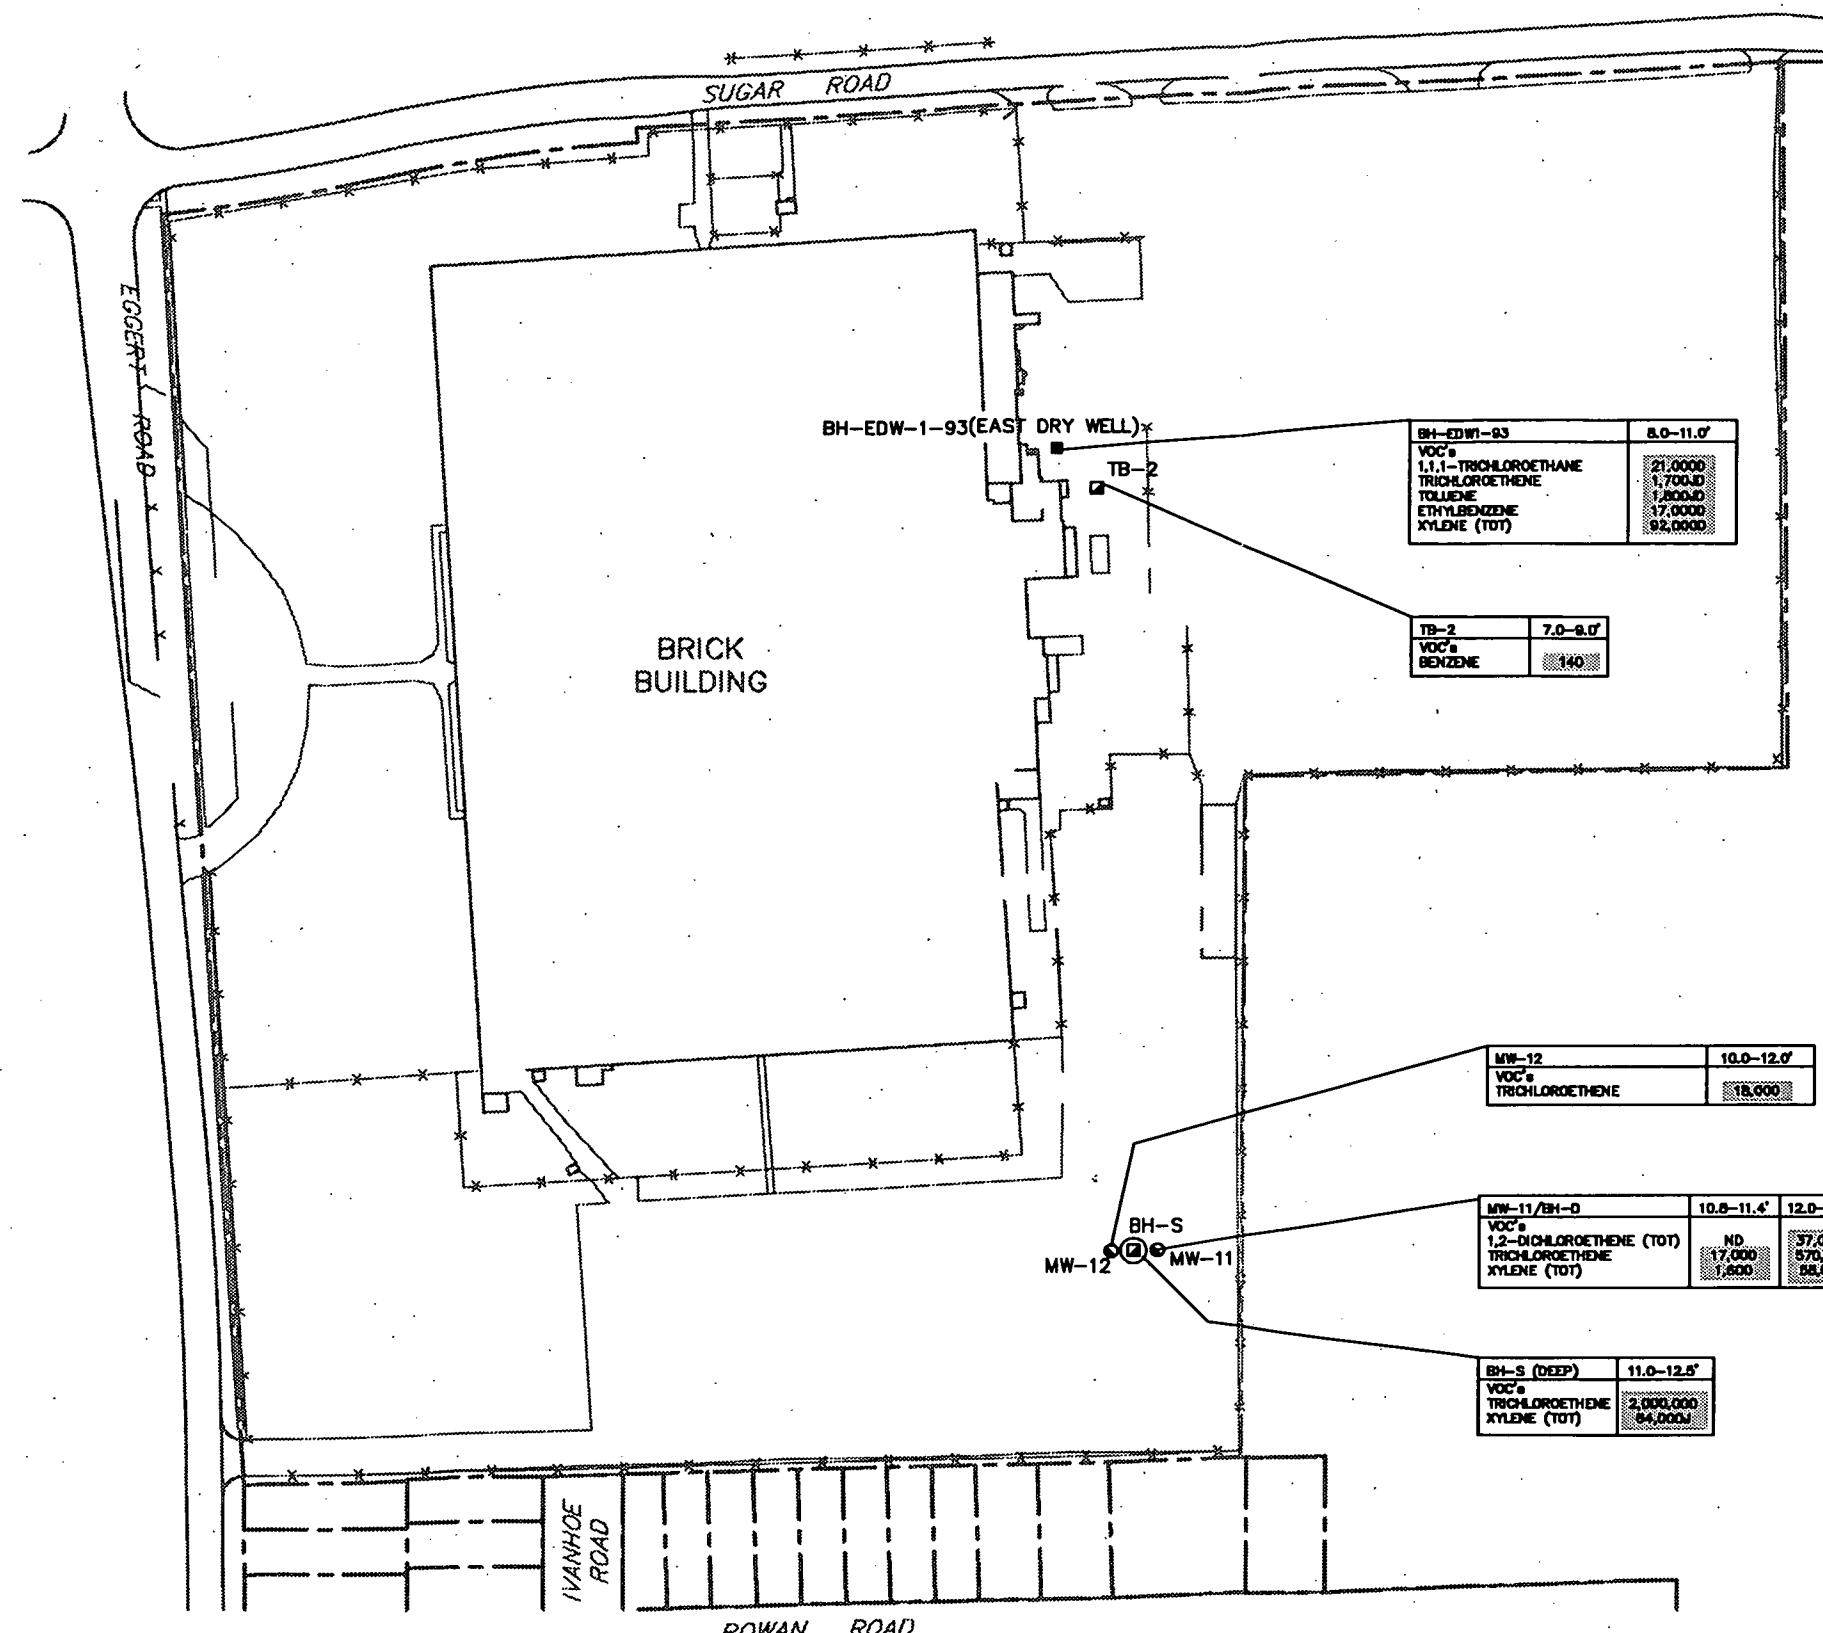 SUGAR ROAD
EGGERT ROAD
BH-EDW-1-93(EAST DRY WELL)
TB-2
BH-EDW1-93 8.0-11.0'
VOC's
1,1,1-TRICHLOROETHANE 21,000D
TRICHLOROETHENE 1,700JD
TOLUENE 1,800JD
ETHYLBENZENE 17,000D
XYLENE (TOT) 92,000D
TB-2 7.0-9.0'
VOC's
BENZENE 140
BRICK
BUILDING
MW-12 10.0-12.0'
VOC's
TRICHLOROETHENE 18,000
MW-11/BH-D 10.8-11.4' 12.0-
VOC's
1,2-DICHLOROETHENE (TOT) ND
TRICHLOROETHENE 17,000 570,
XYLENE (TOT) 1,600
BH-S
MW-12
MW-11
BH-S (DEEP) 11.0-12.5'
VOC's
TRICHLOROETHENE 2,000,000
XYLENE (TOT) 84,000J
IVANHOE
ROAD
ROWAN ROAD